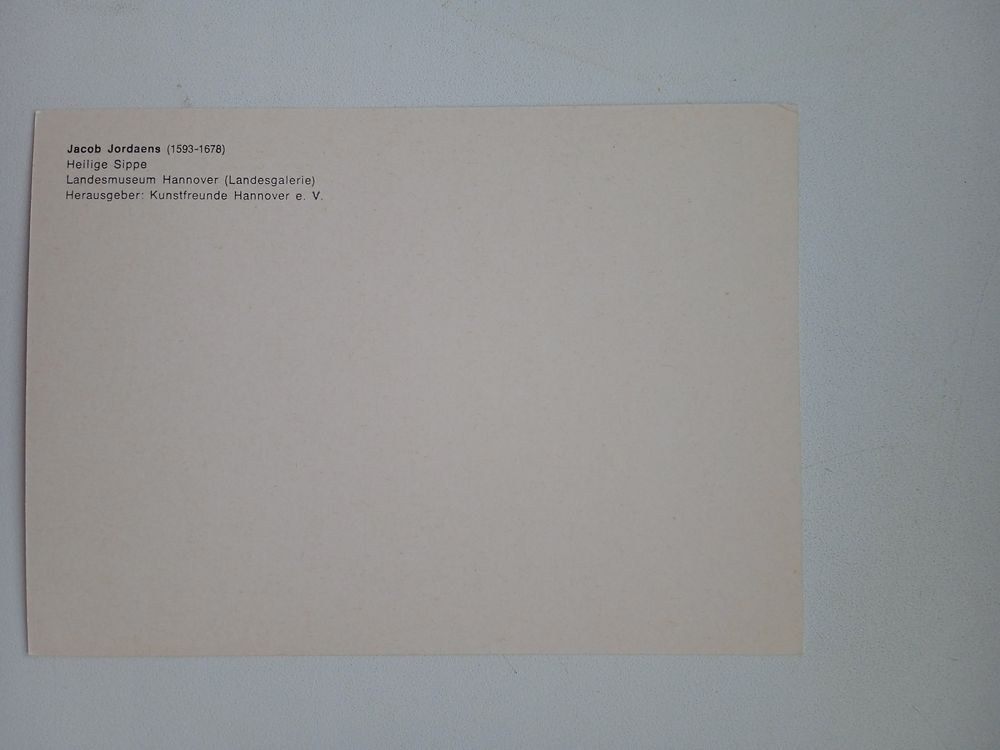 Jacob Jordaens (1593-1678)
Heilige Sippe
Landesmuseum Hannover (Landesgalerie)
Herausgeber: Kunstfreunde Hannover e. V.